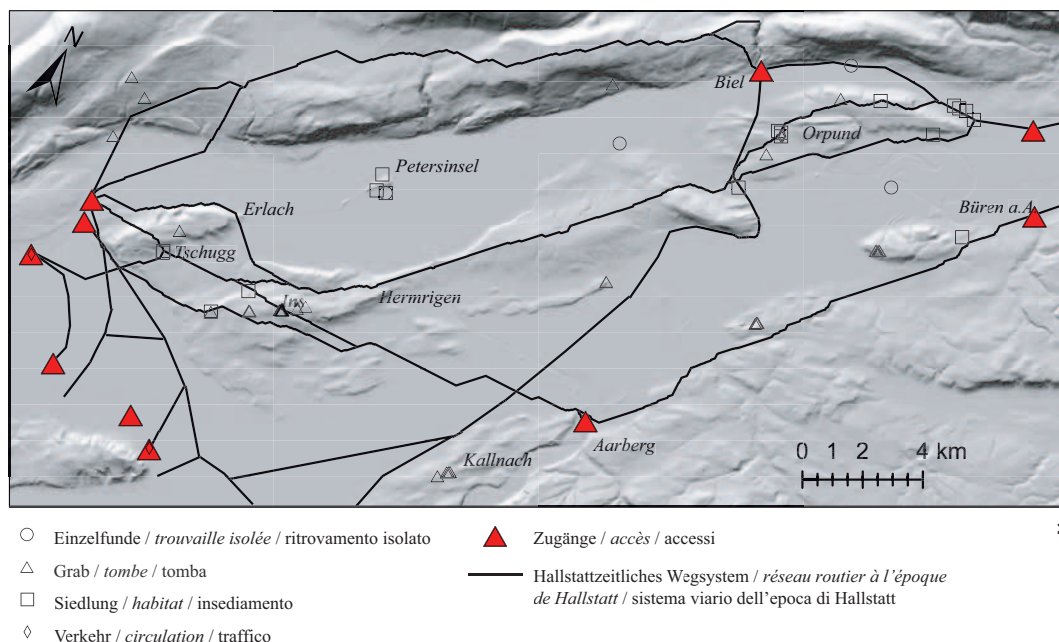 N
Biel
Orpund
Petersinsel
Erlach
Büren a.A.
Tschugg
Ins
Hermrigen
Aarberg
Kallnach
0 2 4 km
Einzelfunde / trouvaille isolée / ritrovamento isolato
Grab / tombe / tomba
Siedlung / habitat / insediamento
Verkehr / circulation / traffico
Zugänge / accès / accessi
Hallstattzeitliches Wegsystem / réseau routier à l'époque
de Hallstatt / sistema viario dell'epoca di Hallstatt